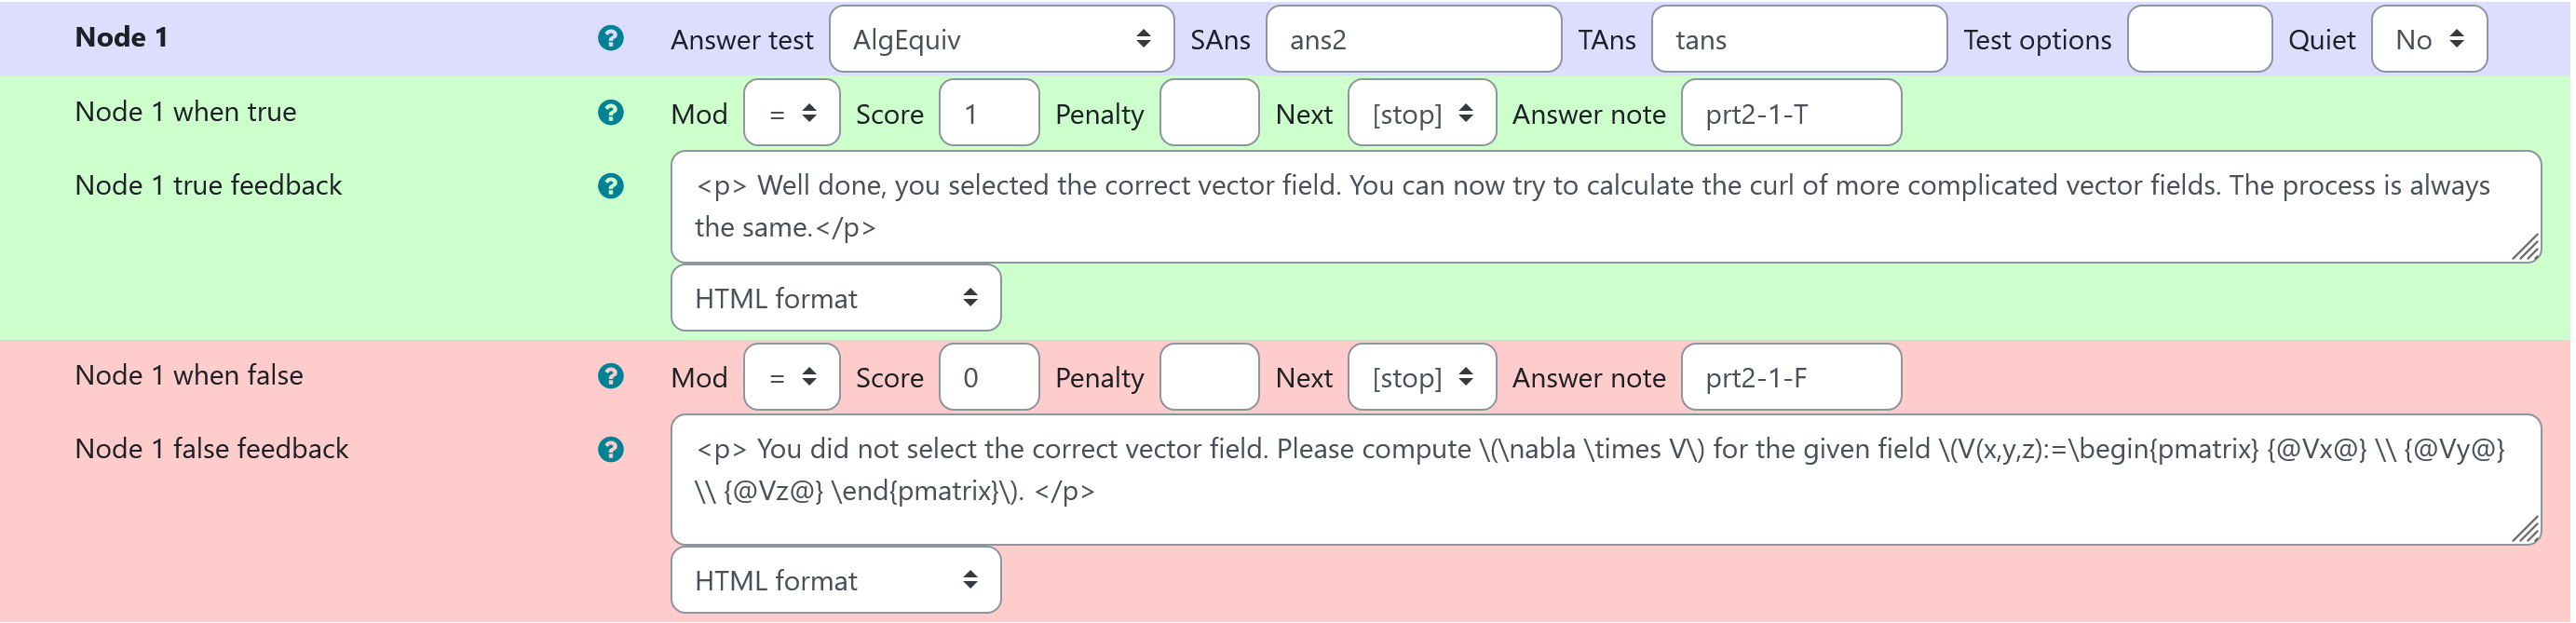 Node 1 ? Answer test AlgEquiv SAns ans2 TAns tans Test options Quiet No
Node 1 when true ? Mod = Score 1 Penalty Next [stop] Answer note prt2-1-T
Node 1 true feedback ? <p> Well done, you selected the correct vector field. You can now try to calculate the curl of more complicated vector fields. The process is always
the same.</p>
HTML format
Node 1 when false ? Mod = Score 0 Penalty Next [stop] Answer note prt2-1-F
Node 1 false feedback ? <p> You did not select the correct vector field. Please compute \(\nabla \times V\) for the given field \(V(x,y,z):=\begin{pmatrix} {@Vx@} \\ {@Vy@}
\\ {@Vz@} \end{pmatrix}\). </p>
HTML format